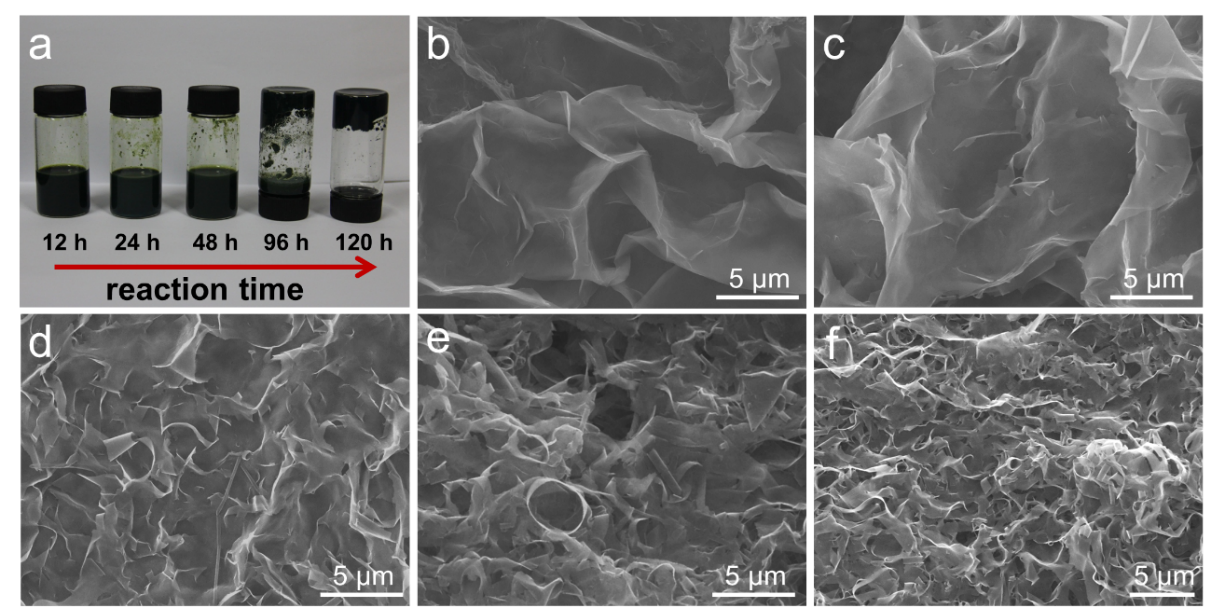 a
12 h 24 h 48 h 96 h 120 h
reaction time
b
5 μm
c
5 μm
d
5 μm
e
5 μm
f
5 μm